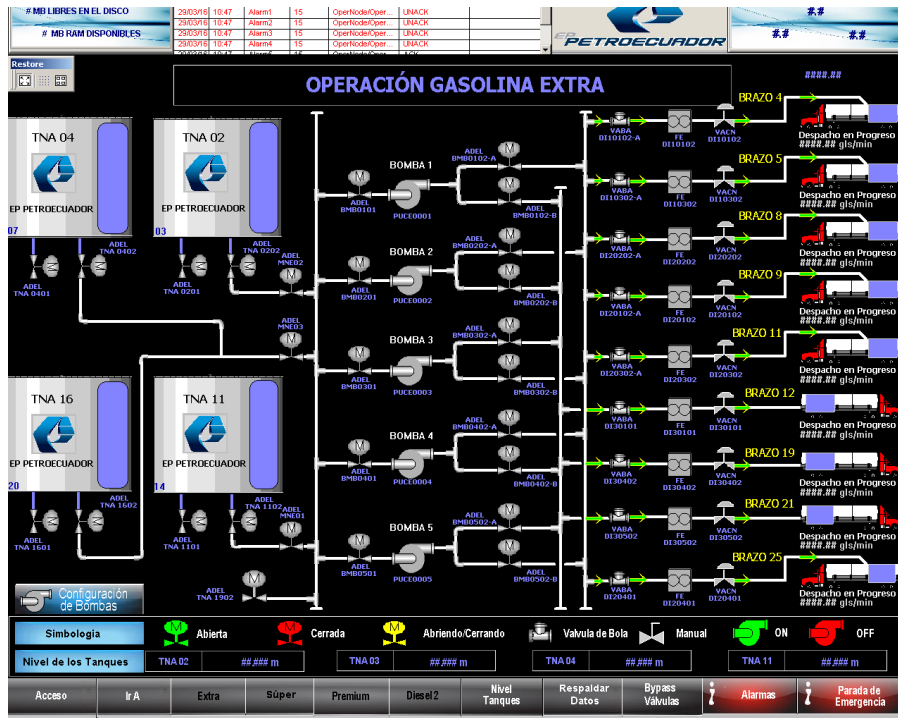 # MB LIBRES EN EL DISCO
# MB RAM DISPONIBLES
29/03/16 10:47 Alarm1 15 OperNode/Oper... UNACK
29/03/16 10:47 Alarm2 15 OperNode/Oper... UNACK
29/03/16 10:47 Alarm3 15 OperNode/Oper... UNACK
29/03/16 10:47 Alarm4 15 OperNode/Oper... UNACK
EP PETROECUADOR
#.#
#.# #.#
Restore
OPERACIÓN GASOLINA EXTRA
####.##
TNA 04
EP PETROECUADOR
07
ADEL
TNA 0401
ADEL
TNA 0402
TNA 02
EP PETROECUADOR
03
ADEL
TNA 0201
ADEL
TNA 0202
ADEL
MNE02
ADEL
MNE03
TNA 16
EP PETROECUADOR
20
ADEL
TNA 1601
ADEL
TNA 1602
TNA 11
EP PETROECUADOR
14
ADEL
TNA 1101
ADEL
TNA 1102
ADEL
MNE01
ADEL
TNA 1902
BOMBA 1
ADEL
BMB0101
PUCE0001
ADEL
BMB0102-A
ADEL
BMB0102-B
BOMBA 2
ADEL
BMB0201
PUCE0002
ADEL
BMB0202-A
ADEL
BMB0202-B
BOMBA 3
ADEL
BMB0301
PUCE0003
ADEL
BMB0302-A
ADEL
BMB0302-B
BOMBA 4
ADEL
BMB0401
PUCE0004
ADEL
BMB0402-A
ADEL
BMB0402-B
BOMBA 5
ADEL
BMB0501
PUCE0005
ADEL
BMB0502-A
ADEL
BMB0502-B
BRAZO 4
VABA
DI10102-A
FE
DI10102
VACN
DI10102
Despacho en Progreso
####.## gls/min
BRAZO 5
VABA
DI10302-A
FE
DI10302
VACN
DI10302
Despacho en Progreso
####.## gls/min
BRAZO 8
VABA
DI20202-A
FE
DI20202
VACN
DI20202
Despacho en Progreso
####.## gls/min
BRAZO 9
VABA
DI20102-A
FE
DI20102
VACN
DI20102
Despacho en Progreso
####.## gls/min
BRAZO 11
VABA
DI20302-A
FE
DI20302
VACN
DI20302
Despacho en Progreso
####.## gls/min
BRAZO 12
VABA
DI30101
FE
DI30101
VACN
DI30101
Despacho en Progreso
####.## gls/min
BRAZO 19
VABA
DI30402
FE
DI30402
VACN
DI30402
Despacho en Progreso
####.## gls/min
BRAZO 21
VABA
DI30502
FE
DI30502
VACN
DI30502
Despacho en Progreso
####.## gls/min
BRAZO 25
VABA
DI20401
FE
DI20401
VACN
DI20401
Despacho en Progreso
####.## gls/min
Configuración
de Bombas
Simbologia Abierta Cerrada Abriendo/Cerrando Valvula de Bola Manual ON OFF
Nivel de los Tanques TNA 02 ##.### m TNA 03 ##.### m TNA 04 ##.### m TNA 11 ##.### m
Acceso Ir A Extra Súper Premium Diesel 2 Nivel Tanques Respaldar Datos Bypass Válvulas Alarmas Parada de Emergencia